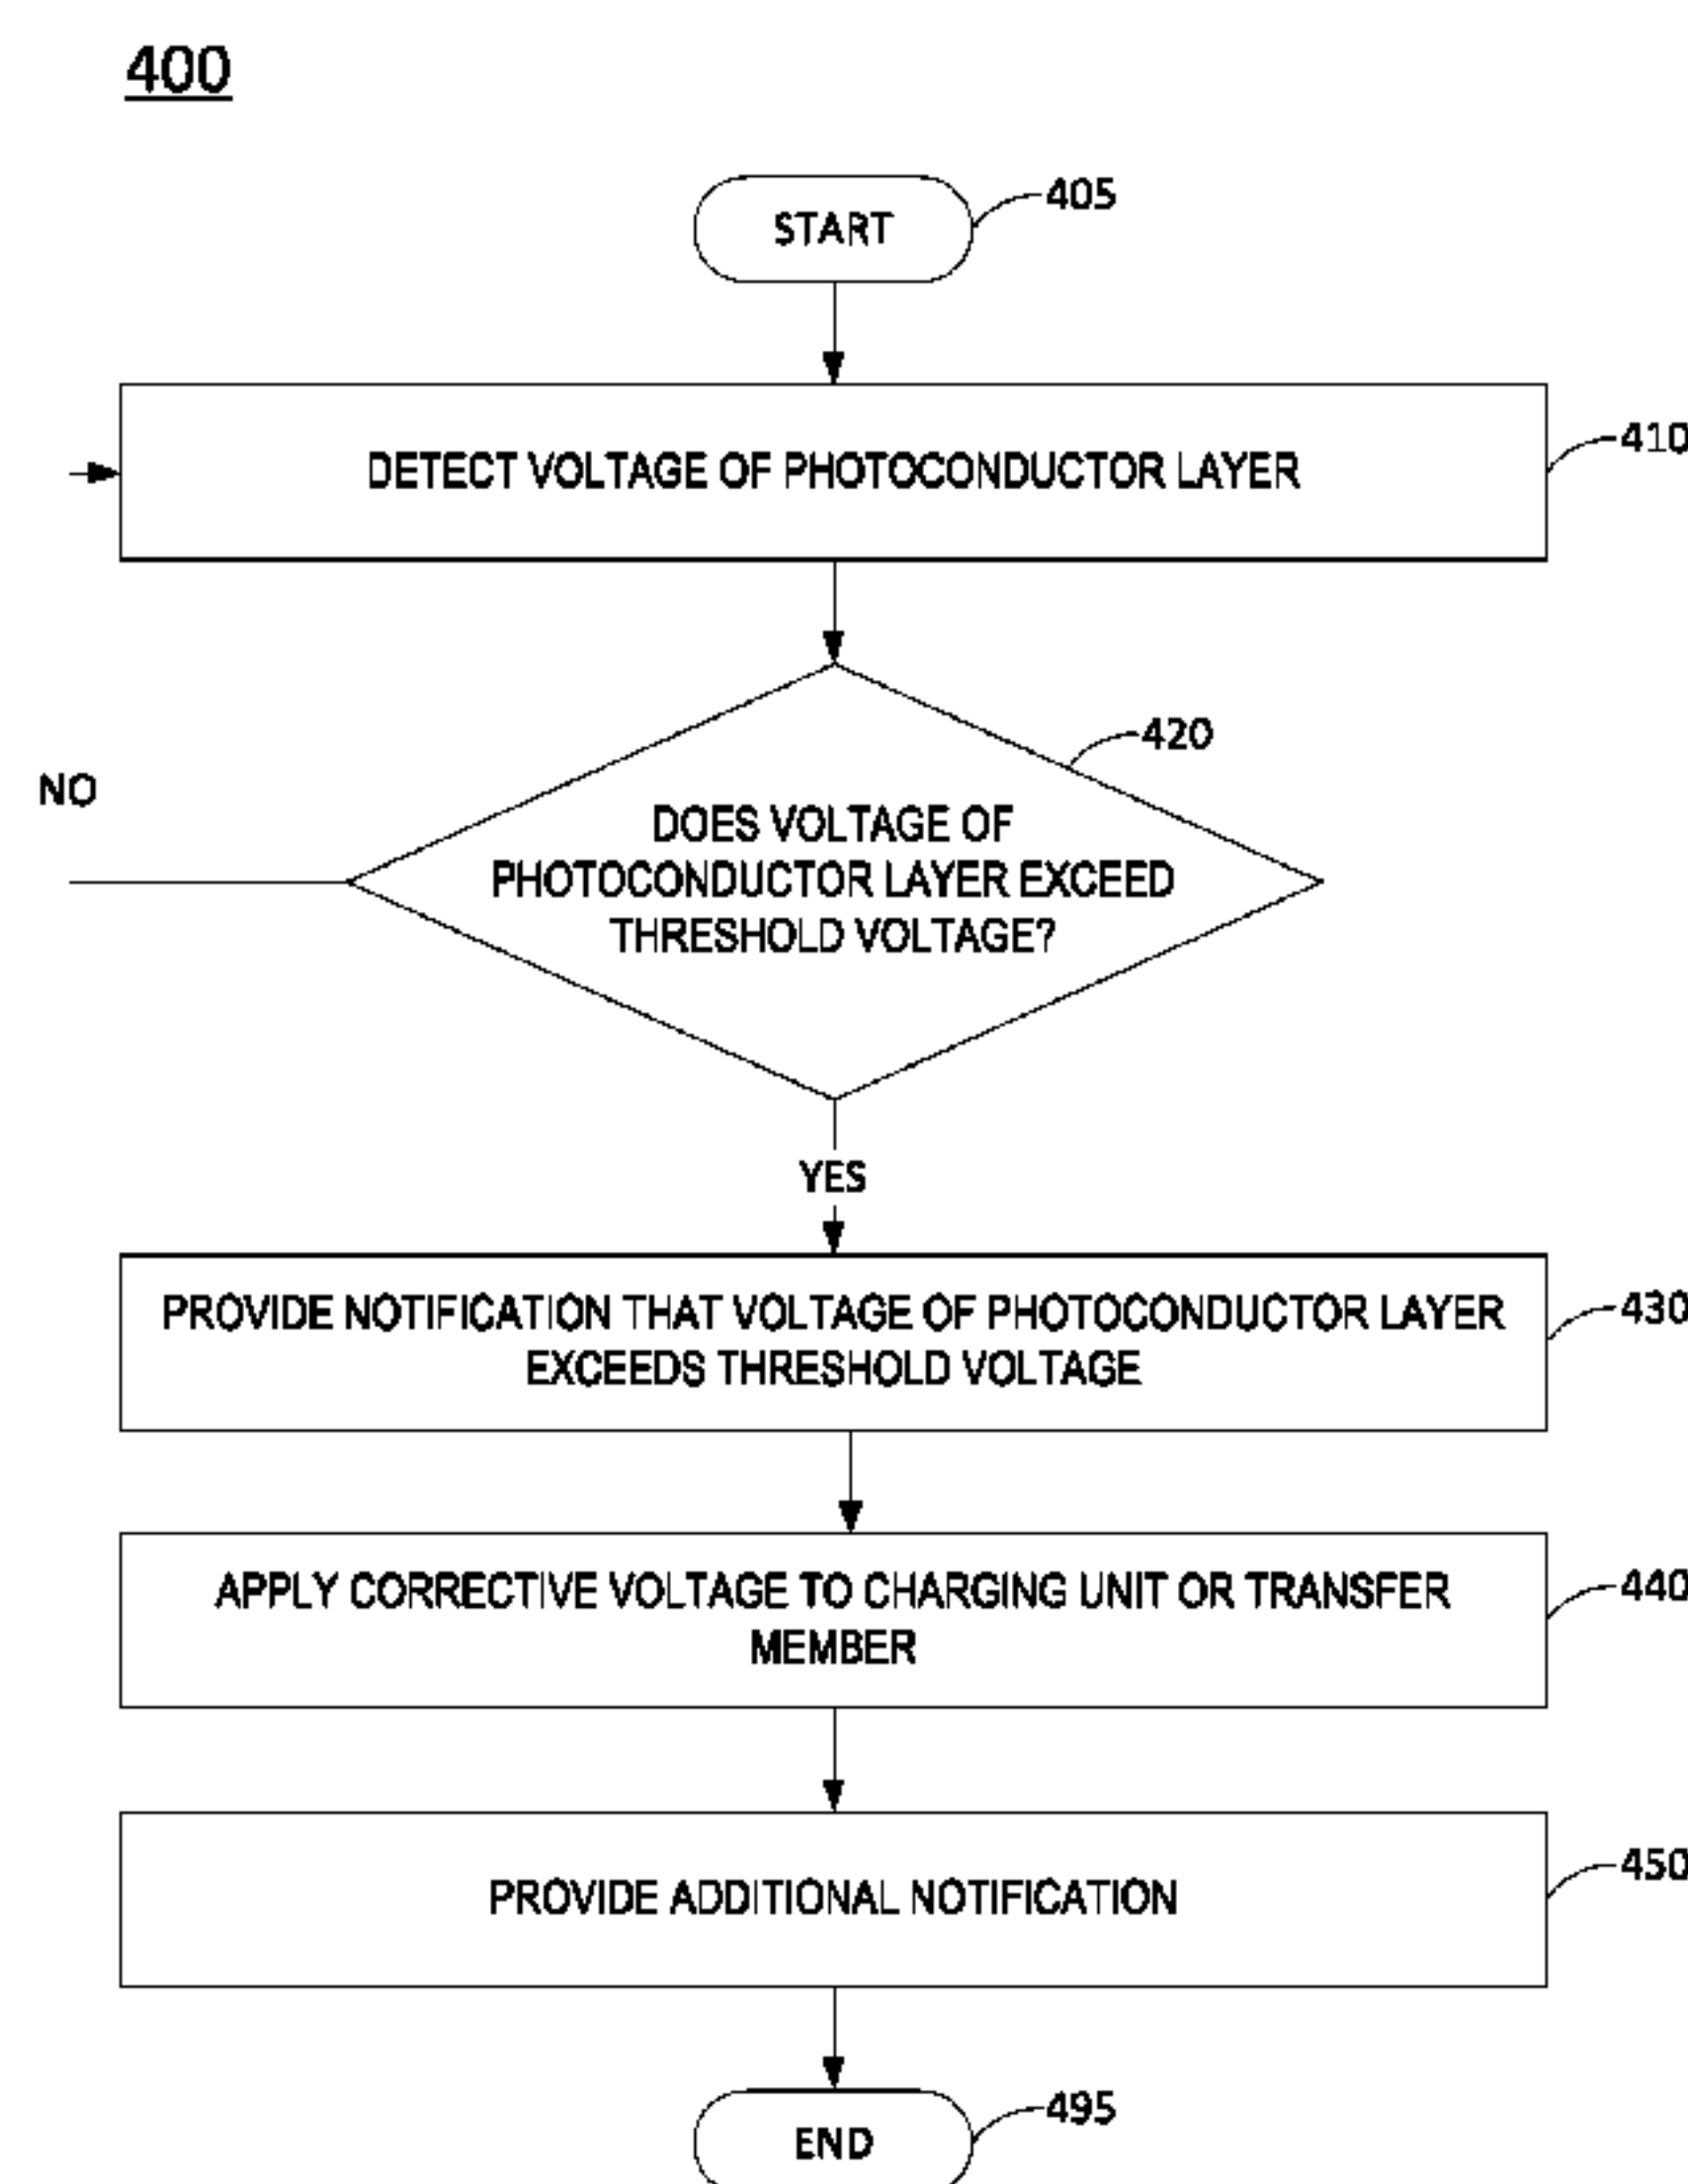 400
START
405
DETECT VOLTAGE OF PHOTOCONDUCTOR LAYER
410
420
NO
DOES VOLTAGE OF
PHOTOCONDUCTOR LAYER EXCEED
THRESHOLD VOLTAGE?
YES
PROVIDE NOTIFICATION THAT VOLTAGE OF PHOTOCONDUCTOR LAYER
EXCEEDS THRESHOLD VOLTAGE
430
APPLY CORRECTIVE VOLTAGE TO CHARGING UNIT OR TRANSFER
MEMBER
440
PROVIDE ADDITIONAL NOTIFICATION
450
END
495